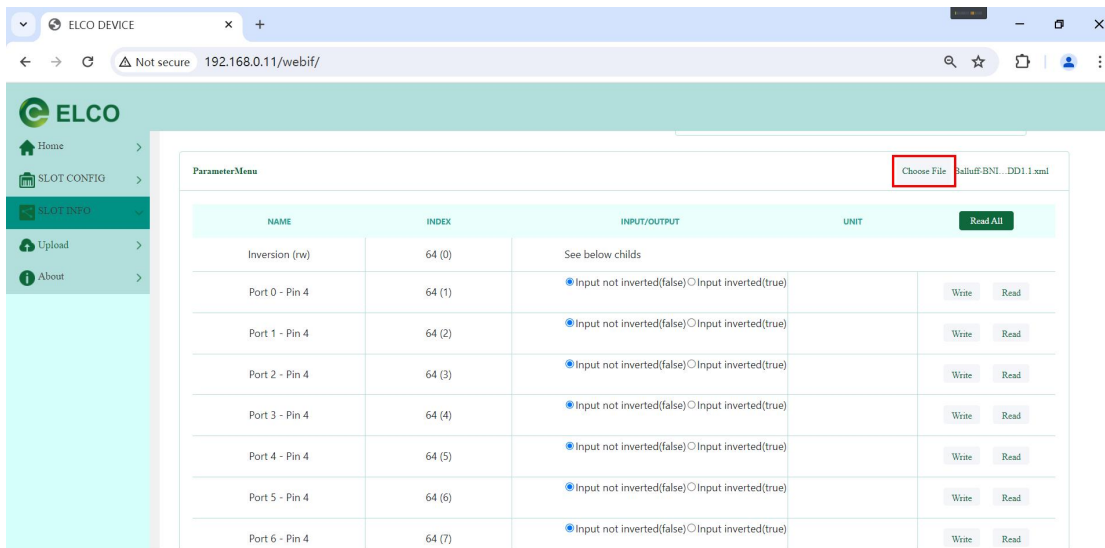 ELCO DEVICE
Not secure 192.168.0.11/webif/
ELCO
Home
SLOT CONFIG
SLOT INFO
Upload
About
ParameterMenu Choose File Balluff-BNI...DD1.1.xml
NAME INDEX INPUT/OUTPUT UNIT Read All
Inversion (rw) 64 (0) See below childs
Port 0 - Pin 4 64 (1) Input not inverted(false) Input inverted(true) Write Read
Port 1 - Pin 4 64 (2) Input not inverted(false) Input inverted(true) Write Read
Port 2 - Pin 4 64 (3) Input not inverted(false) Input inverted(true) Write Read
Port 3 - Pin 4 64 (4) Input not inverted(false) Input inverted(true) Write Read
Port 4 - Pin 4 64 (5) Input not inverted(false) Input inverted(true) Write Read
Port 5 - Pin 4 64 (6) Input not inverted(false) Input inverted(true) Write Read
Port 6 - Pin 4 64 (7) Input not inverted(false) Input inverted(true) Write Read